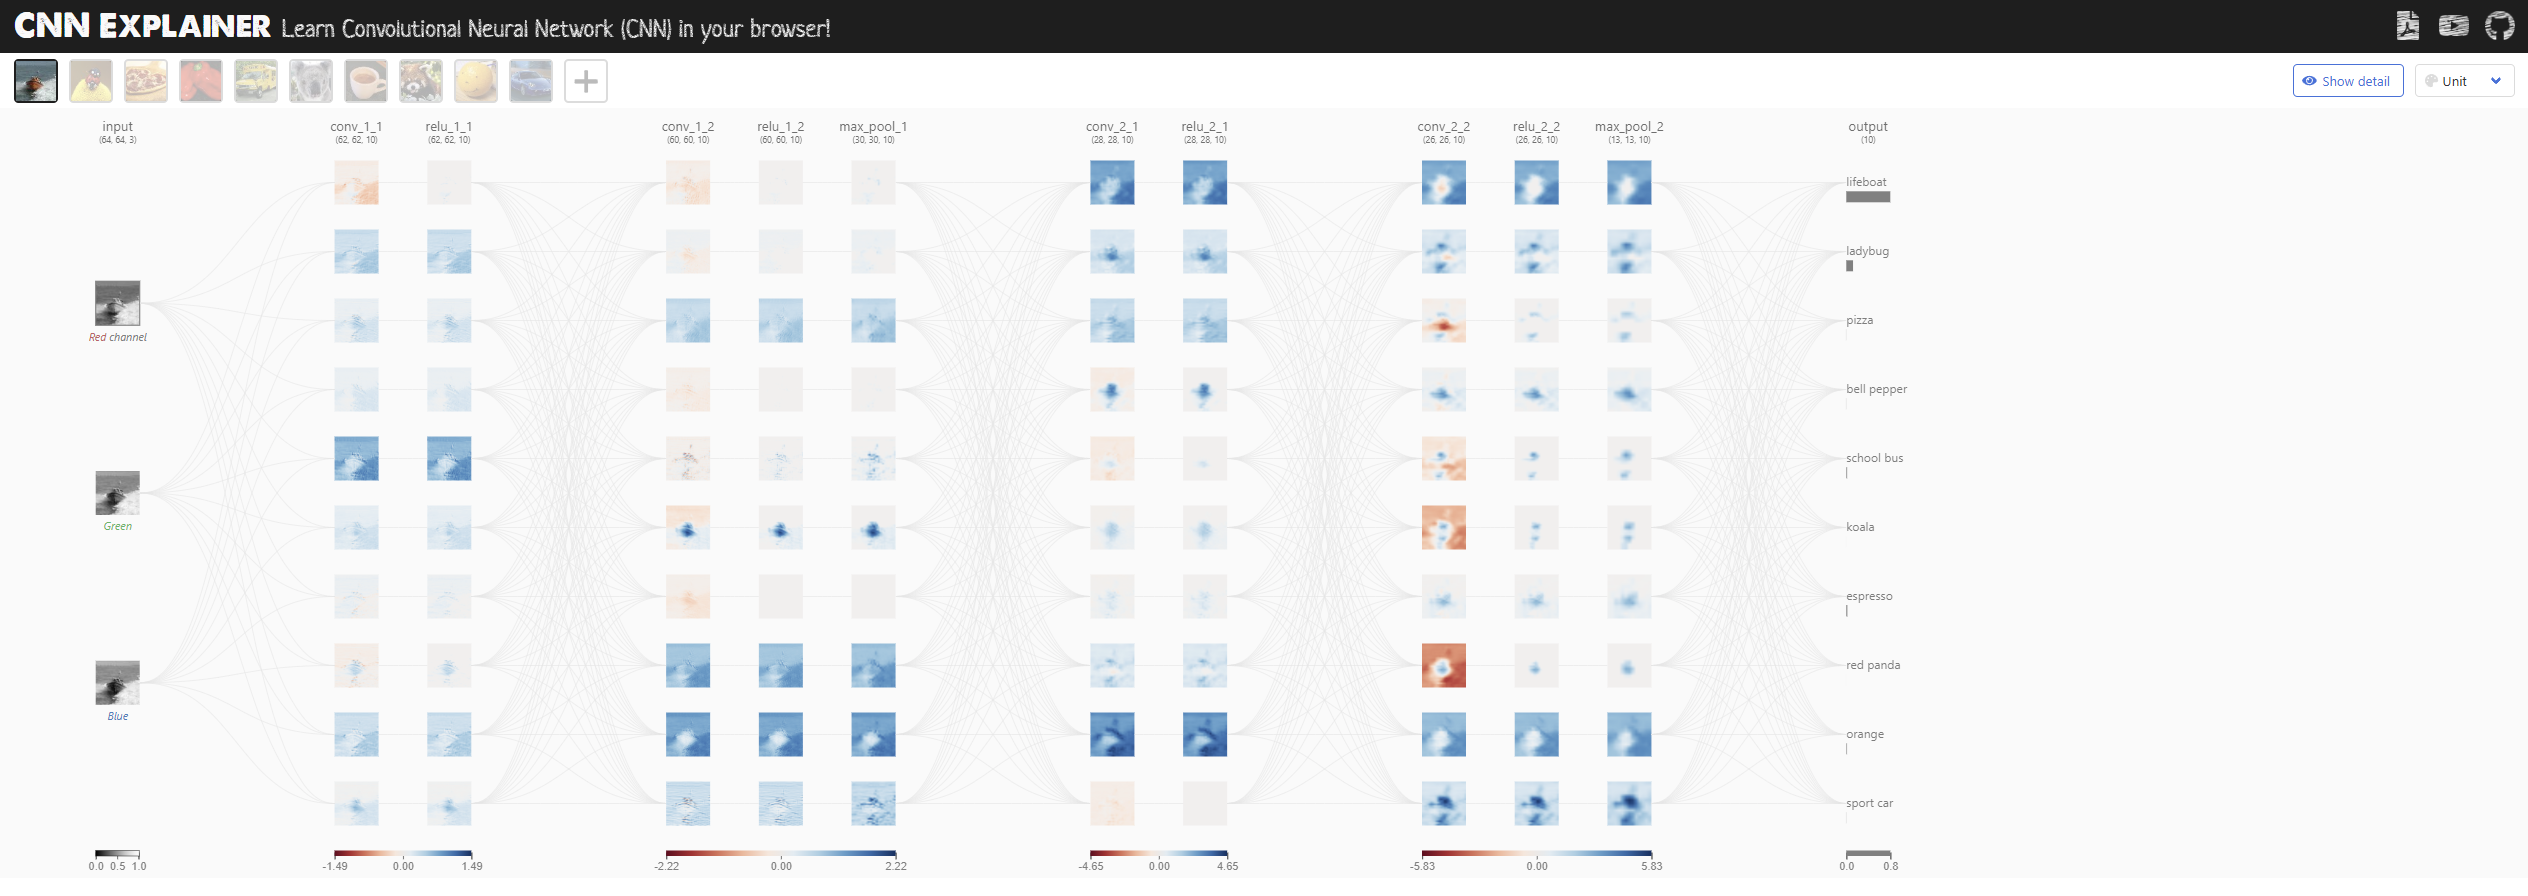 CNN EXPLAINER Learn Convolutional Neural Network (CNN) in your browser!
Show detail
Unit
input
(64, 64, 3)
conv_1_1
(62, 62, 10)
relu_1_1
(62, 62, 10)
conv_1_2
(60, 60, 10)
relu_1_2
(60, 60, 10)
max_pool_1
(30, 30, 10)
conv_2_1
(28, 28, 10)
relu_2_1
(28, 28, 10)
conv_2_2
(26, 26, 10)
relu_2_2
(26, 26, 10)
max_pool_2
(13, 13, 10)
output
(10)
Red channel
Green
Blue
lifeboat
ladybug
pizza
bell pepper
school bus
koala
espresso
red panda
orange
sport car
0.0 0.5 1.0
-1.49 0.00 1.49
-2.22 0.00 2.22
-4.65 0.00 4.65
-5.83 0.00 5.83
0.0 0.8